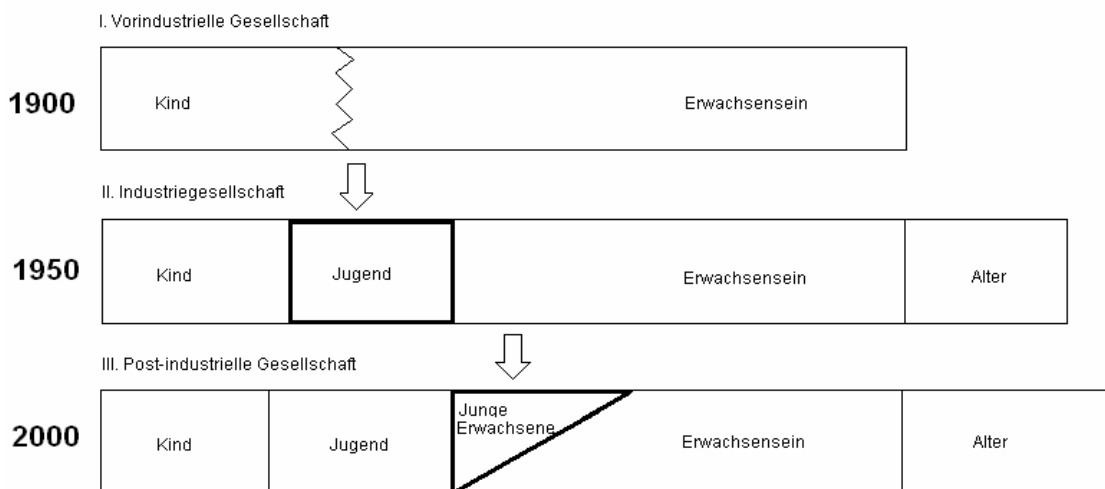 I. Vorindustrielle Gesellschaft
1900
Kind
Erwachsensein
II. Industriegesellschaft
1950
Kind
Jugend
Erwachsensein
Alter
III. Post-industrielle Gesellschaft
2000
Kind
Jugend
Junge
Erwachsene
Erwachsensein
Alter